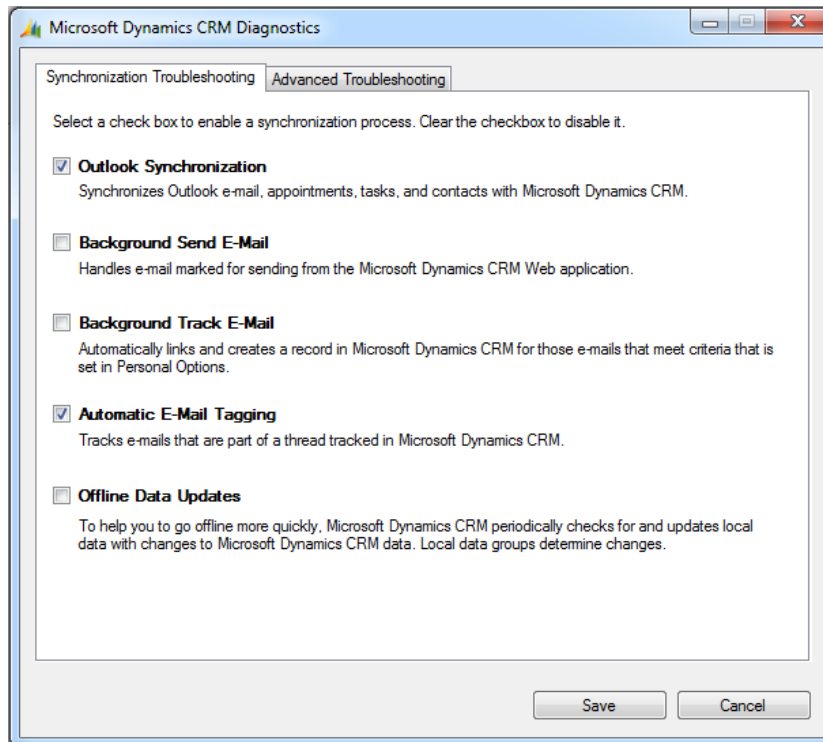 Microsoft Dynamics CRM Diagnostics
Synchronization Troubleshooting
Advanced Troubleshooting
Select a check box to enable a synchronization process. Clear the checkbox to disable it.
Outlook Synchronization
Synchronizes Outlook e-mail, appointments, tasks, and contacts with Microsoft Dynamics CRM.
Background Send E-Mail
Handles e-mail marked for sending from the Microsoft Dynamics CRM Web application.
Background Track E-Mail
Automatically links and creates a record in Microsoft Dynamics CRM for those e-mails that meet criteria that is
set in Personal Options.
Automatic E-Mail Tagging
Tracks e-mails that are part of a thread tracked in Microsoft Dynamics CRM.
Offline Data Updates
To help you to go offline more quickly, Microsoft Dynamics CRM periodically checks for and updates local
data with changes to Microsoft Dynamics CRM data. Local data groups determine changes.
Save
Cancel